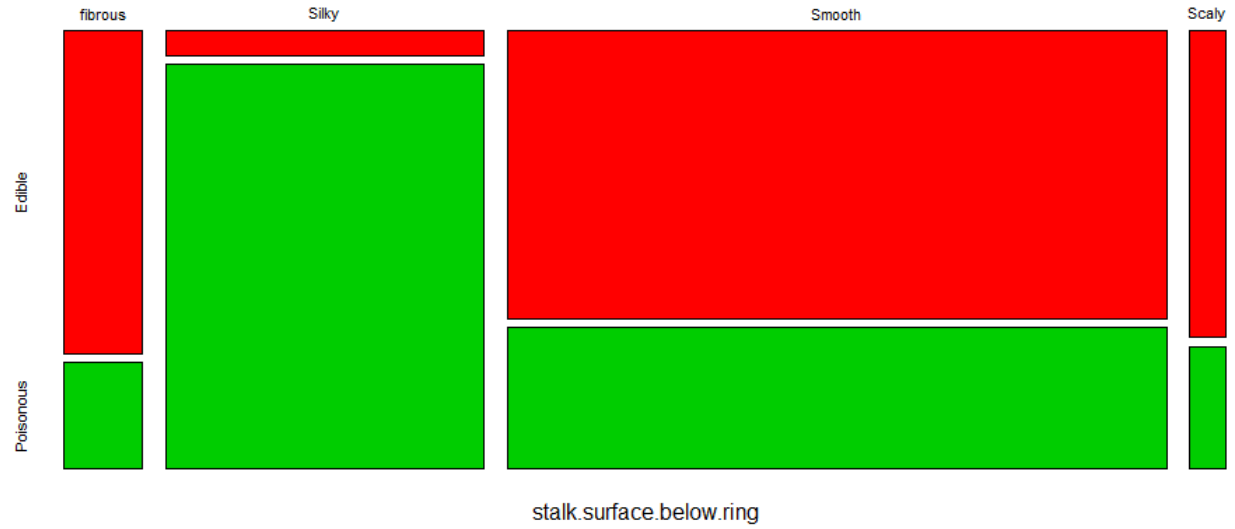 fibrous Silky Smooth Scaly
Edible
Poisonous
stalk.surface.below.ring